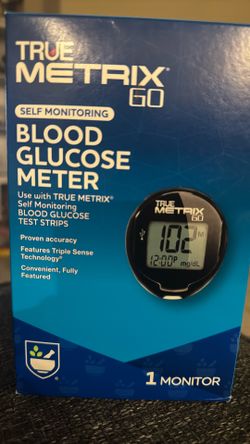 TRUE
METRIX®
GO
SELF MONITORING
BLOOD
GLUCOSE
METER
Use with TRUE METRIX®
Self Monitoring
BLOOD GLUCOSE
TEST STRIPS
Proven accuracy
Features Triple Sense
Technology®
Convenient, Fully
Featured
TRUE
METRIX
GO
102
12:00P mg/dL
1 MONITOR